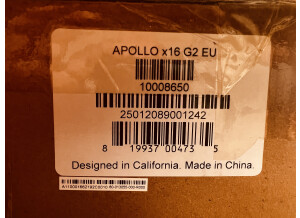 APOLLO x16 G2 EU
10008650
25012089001242
8 19937 00473 5
Designed in California. Made in China.